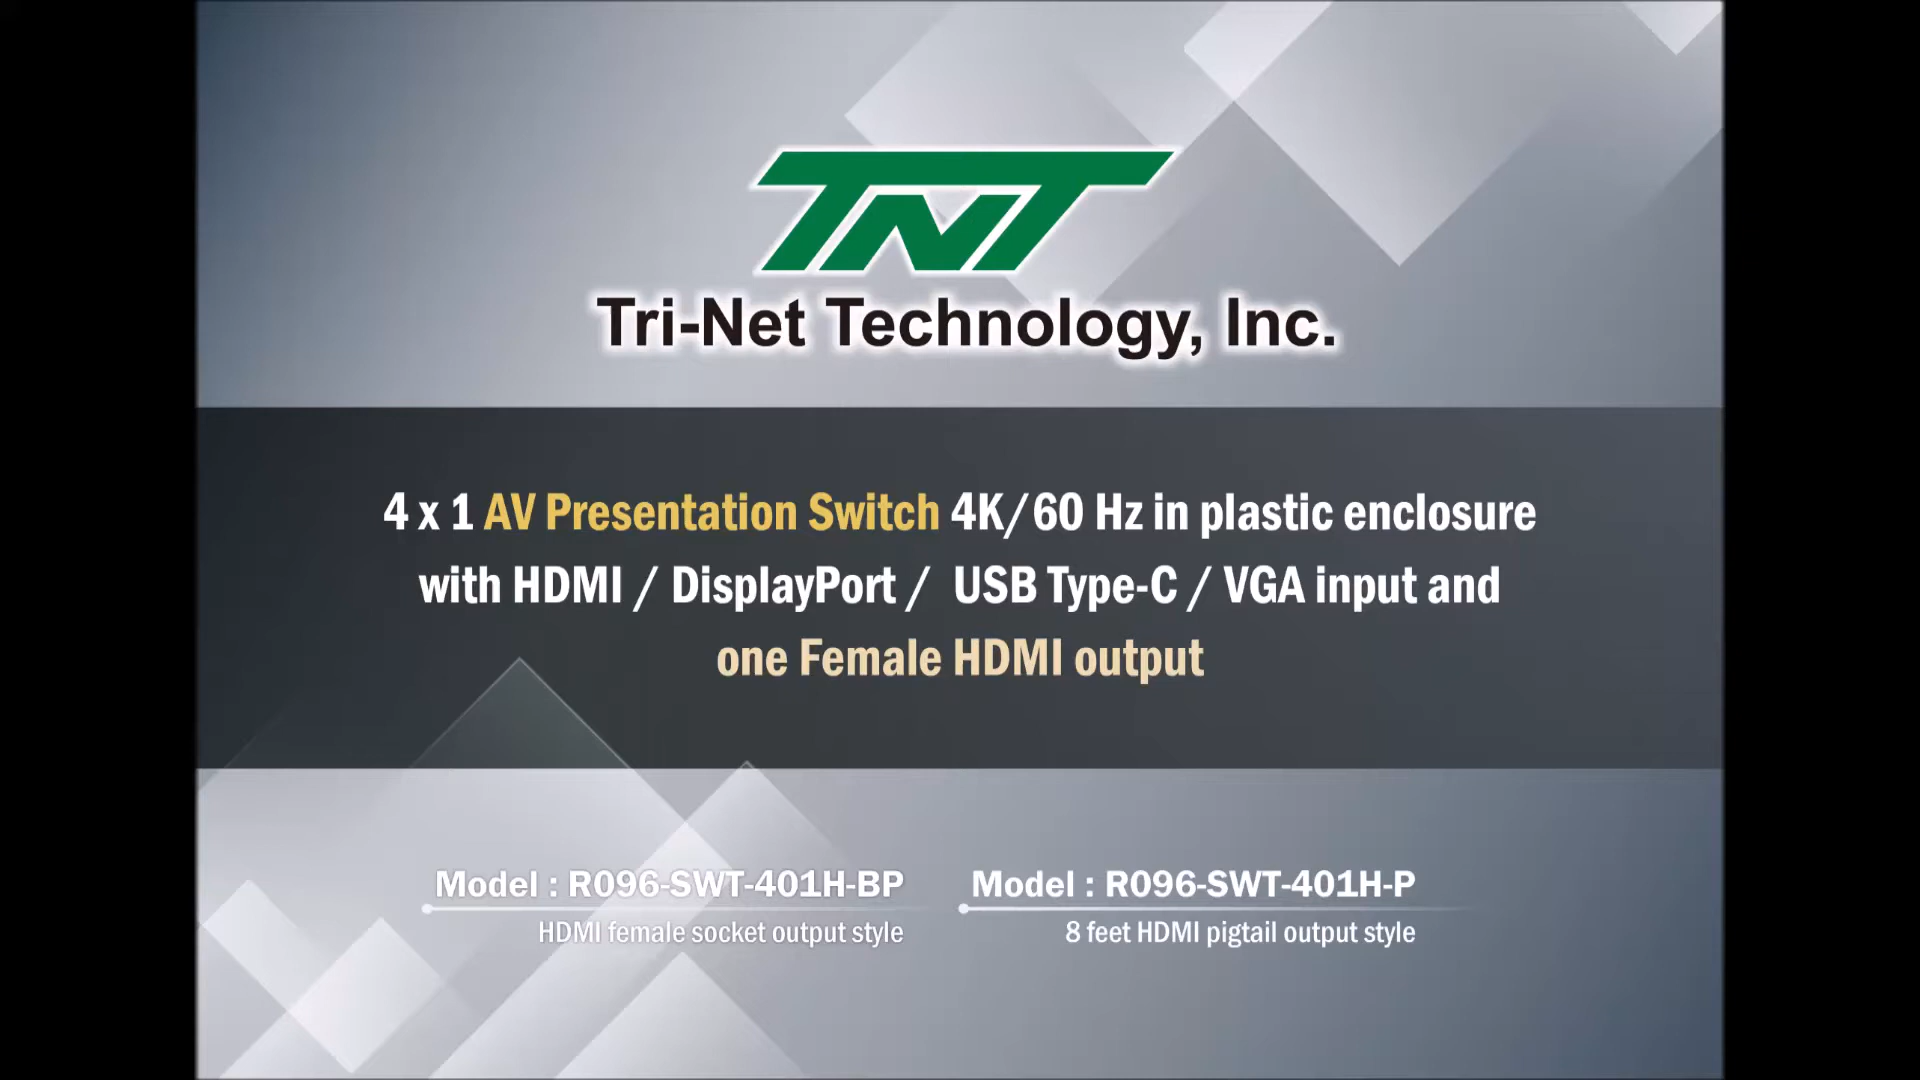 TNT
Tri-Net Technology, Inc.
4 x 1 AV Presentation Switch 4K/60 Hz in plastic enclosure
with HDMI / DisplayPort / USB Type-C / VGA input and
one Female HDMI output
Model : R096-SWT-401H-BP
HDMI female socket output style
Model : R096-SWT-401H-P
8 feet HDMI pigtail output style